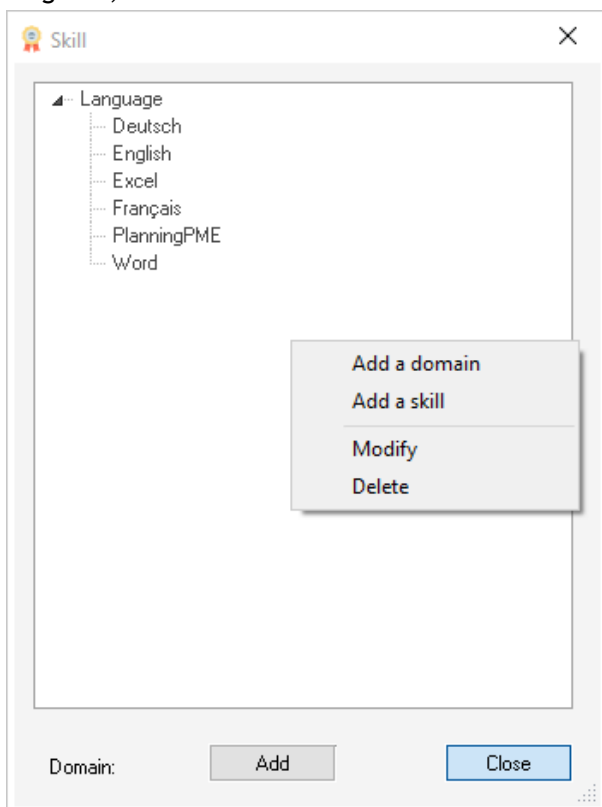 Skill
Language
Deutsch
English
Excel
Français
PlanningPME
Word
Add a domain
Add a skill
Modify
Delete
Domain: Add Close